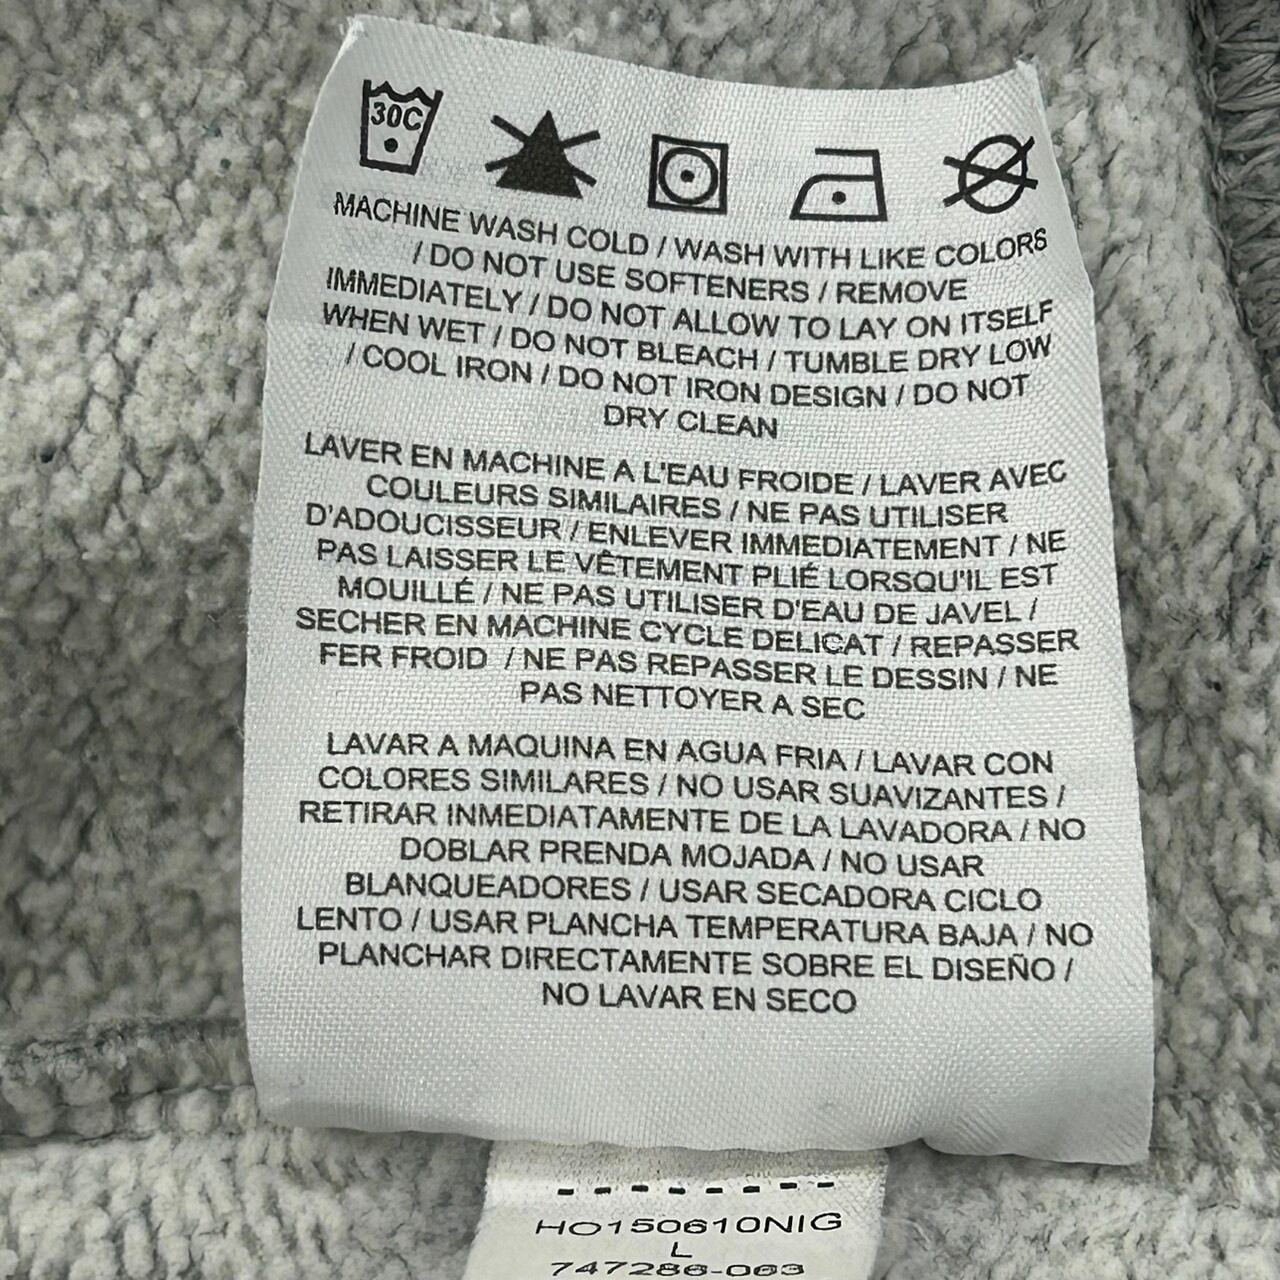 30C
MACHINE WASH COLD / WASH WITH LIKE COLORS
/ DO NOT USE SOFTENERS / REMOVE
IMMEDIATELY / DO NOT ALLOW TO LAY ON ITSELF
WHEN WET / DO NOT BLEACH / TUMBLE DRY LOW
/ COOL IRON / DO NOT IRON DESIGN / DO NOT
DRY CLEAN
LAVER EN MACHINE A L'EAU FROIDE / LAVER AVEC
COULEURS SIMILAIRES / NE PAS UTILISER
D'ADOUCISSEUR / ENLEVER IMMEDIATEMENT / NE
PAS LAISSER LE VÊTEMENT PLIÉ LORSQU'IL EST
MOUILLÉ / NE PAS UTILISER D'EAU DE JAVEL /
SECHER EN MACHINE CYCLE DELICAT / REPASSER
FER FROID / NE PAS REPASSER LE DESSIN / NE
PAS NETTOYER A SEC
LAVAR A MAQUINA EN AGUA FRIA / LAVAR CON
COLORES SIMILARES / NO USAR SUAVIZANTES /
RETIRAR INMEDIATAMENTE DE LA LAVADORA / NO
DOBLAR PRENDA MOJADA / NO USAR
BLANQUEADORES / USAR SECADORA CICLO
LENTO / USAR PLANCHA TEMPERATURA BAJA / NO
PLANCHAR DIRECTAMENTE SOBRE EL DISEÑO /
NO LAVAR EN SECO
HO150610NIG
L
747286-063